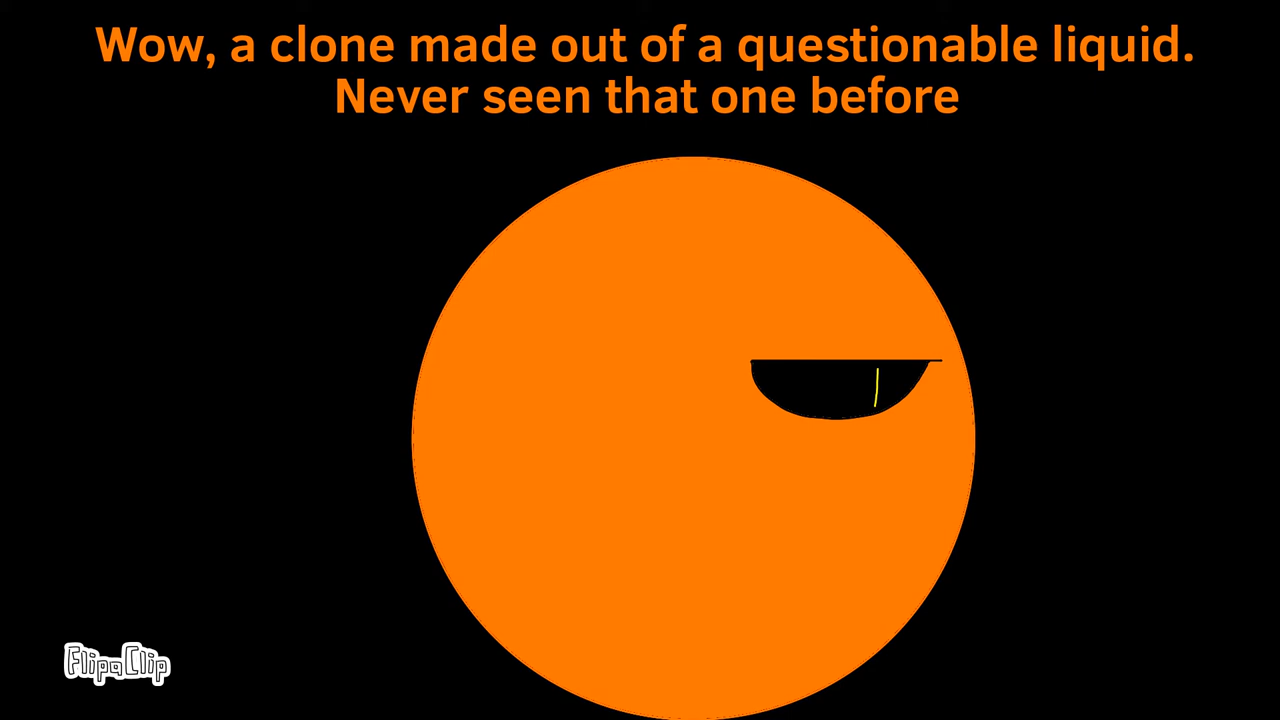 Wow, a clone made out of a questionable liquid.
Never seen that one before
FlipaClip